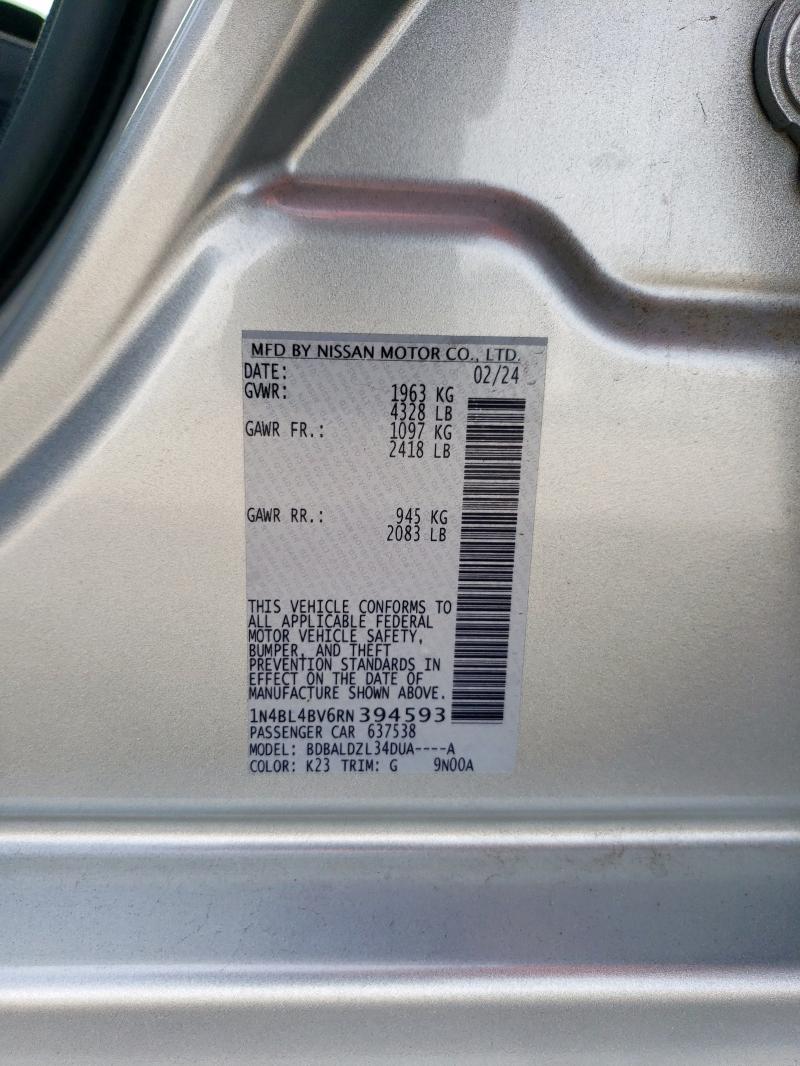 MFD BY NISSAN MOTOR CO., LTD.
DATE: 02/24
GVWR: 1963 KG
4328 LB
GAWR FR.: 1097 KG
2418 LB
GAWR RR.: 945 KG
2083 LB
THIS VEHICLE CONFORMS TO
ALL APPLICABLE FEDERAL
MOTOR VEHICLE SAFETY,
BUMPER, AND THEFT
PREVENTION STANDARDS IN
EFFECT ON THE DATE OF
MANUFACTURE SHOWN ABOVE.
1N4BL4BV6RN394593
PASSENGER CAR 637538
MODEL: BDBALDZL34DUA----A
COLOR: K23 TRIM: G 9N00A